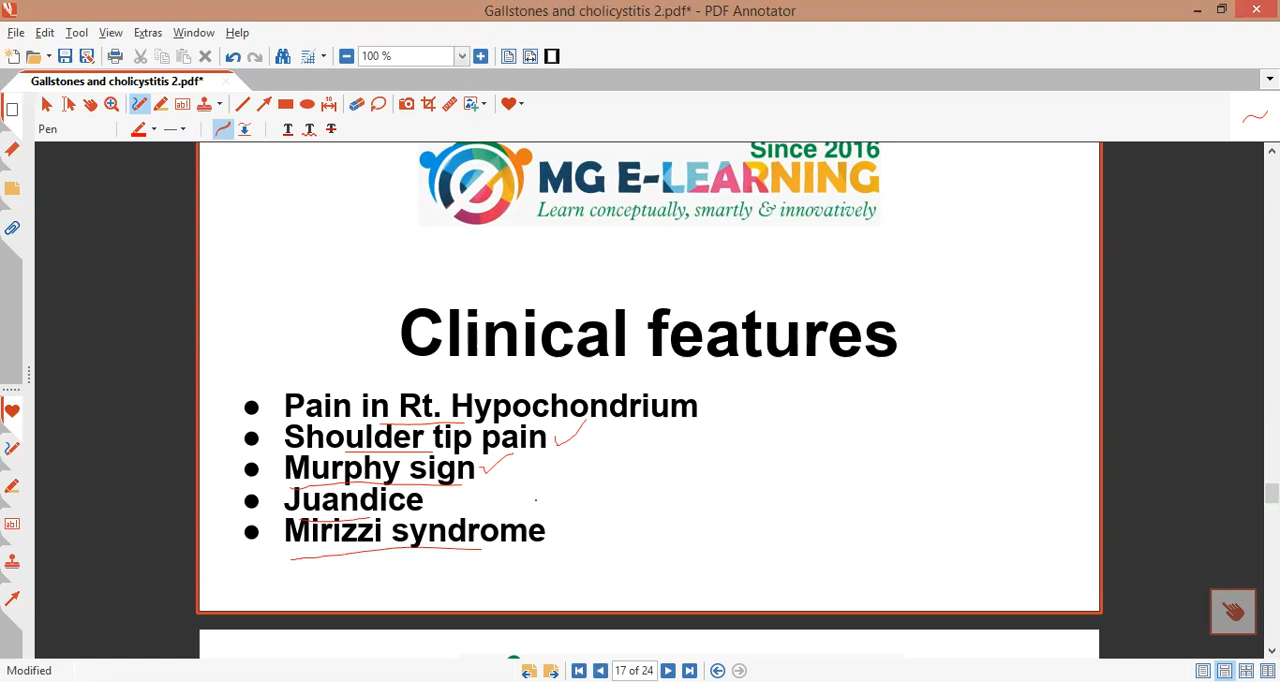 Gallstones and cholicystitis 2.pdf* - PDF Annotator
File Edit Tool View Extras Window Help
100 %
Gallstones and cholicystitis 2.pdf*
Pen
Since 2016
MG E-LEARNING
Learn conceptually, smartly & innovatively
Clinical features
● Pain in Rt. Hypochondrium
● Shoulder tip pain
● Murphy sign
● Juandice
● Mirizzi syndrome
Modified
17 of 24